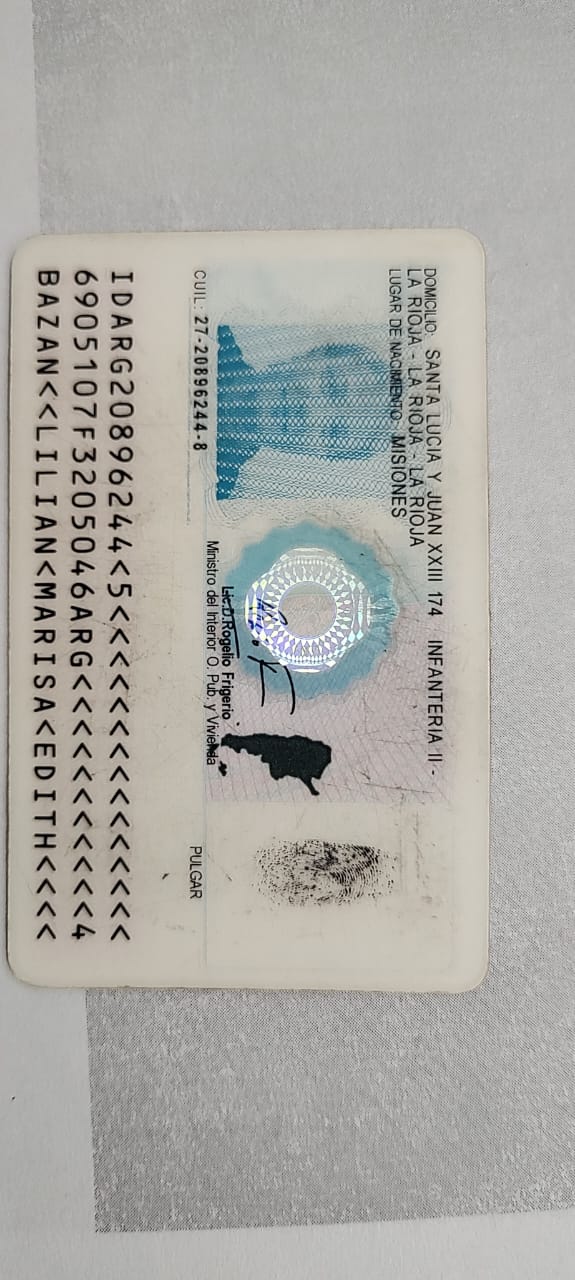 DOMICILIO: SANTA LUCIA Y JUAN XXIII 174 INFANTERIA II -
LA RIOJA - LA RIOJA - LA RIOJA
LUGAR DE NACIMIENTO: MISIONES
CUIL: 27-20896244-8
Lic.D.Rogelio Frigerio
Ministro del Interior O. Pub. y Vivienda
PULGAR
IDARG20896244<5<<<<<<<<<<<<<<<
6905107F3205046ARG<<<<<<<<<<<4
BAZAN<<LILIAN<MARISA<EDITH<<<<